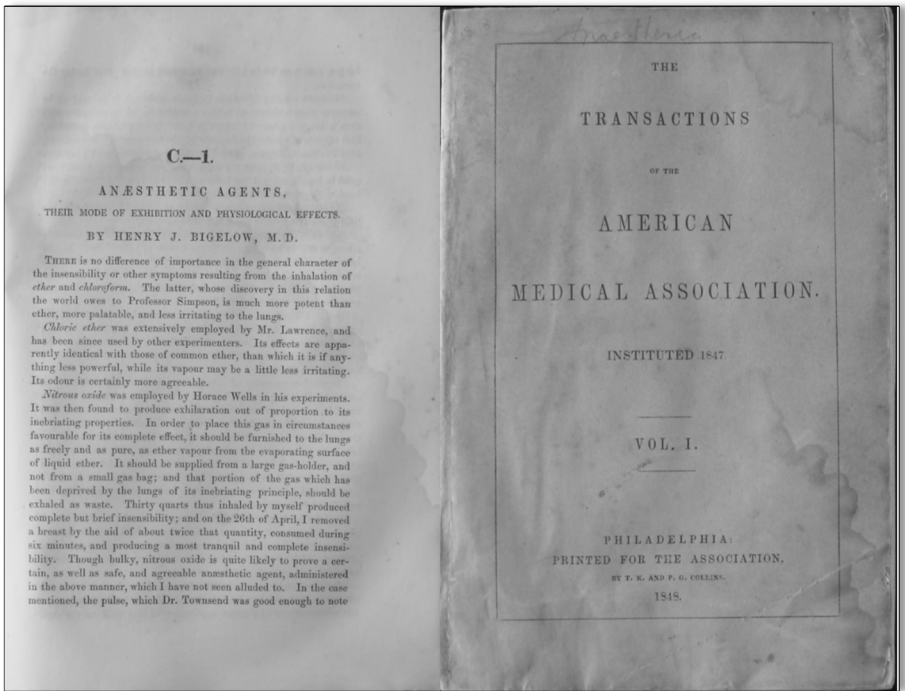 C.—1.
ANÆSTHETIC AGENTS,
THEIR MODE OF EXHIBITION AND PHYSIOLOGICAL EFFECTS.
BY HENRY J. BIGELOW, M.D.
THERE is no difference of importance in the general character of
the insensibility or other symptoms resulting from the inhalation of
ether and chloroform. The latter, whose discovery in this relation
the world owes to Professor Simpson, is much more potent than
ether, more palatable, and less irritating to the lungs.
Chloric ether was extensively employed by Mr. Lawrence, and
has been since used by other experimenters. Its effects are appa-
rently identical with those of common ether, than which it is if any-
thing less powerful, while its vapour may be a little less irritating.
Its odour is certainly more agreeable.
Nitrous oxide was employed by Horace Wells in his experiments.
It was then found to produce exhilaration out of proportion to its
inebriating properties. In order to place this gas in circumstances
favourable for its complete effect, it should be furnished to the lungs
as freely and as pure, as ether vapour from the evaporating surface
of liquid ether. It should be supplied from a large gas-holder, and
not from a small gas bag; and that portion of the gas which has
been deprived by the lungs of its inebriating principle, should be
exhaled as waste. Thirty quarts thus inhaled by myself produced
complete but brief insensibility; and on the 26th of April, I removed
a breast by the aid of about twice that quantity, consumed during
six minutes, and producing a most tranquil and complete insensi-
bility. Though bulky, nitrous oxide is quite likely to prove a cer-
tain, as well as safe, and agreeable anæsthetic agent, administered
in the above manner, which I have not seen alluded to. In the case
mentioned, the pulse, which Dr. Townsend was good enough to note
Anaesthesia
THE
TRANSACTIONS
OF THE
AMERICAN
MEDICAL ASSOCIATION.
INSTITUTED 1847.
VOL. I.
PHILADELPHIA:
PRINTED FOR THE ASSOCIATION.
BY T. K. AND P. G. COLLINS.
1848.